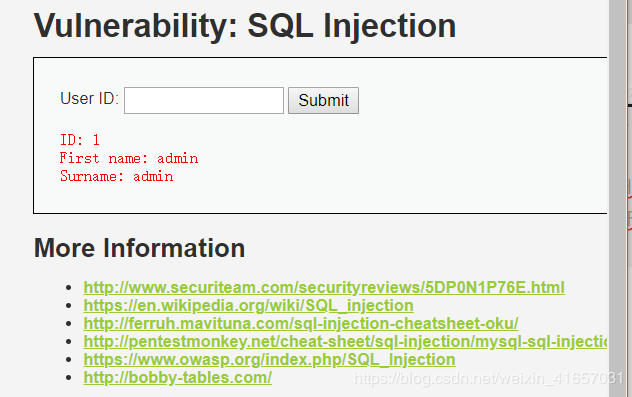 Vulnerability: SQL Injection
User ID:
Submit
ID: 1
First name: admin
Surname: admin
More Information
http://www.securiteam.com/securityreviews/5DP0N1P76E.html
https://en.wikipedia.org/wiki/SQL_injection
http://ferruh.mavituna.com/sql-injection-cheatsheet-oku/
http://pentestmonkey.net/cheat-sheet/sql-injection/mysql-sql-injectio
https://www.owasp.org/index.php/SQL_Injection
http://bobby-tables.com/
https://blog.csdn.net/weixin_41657031